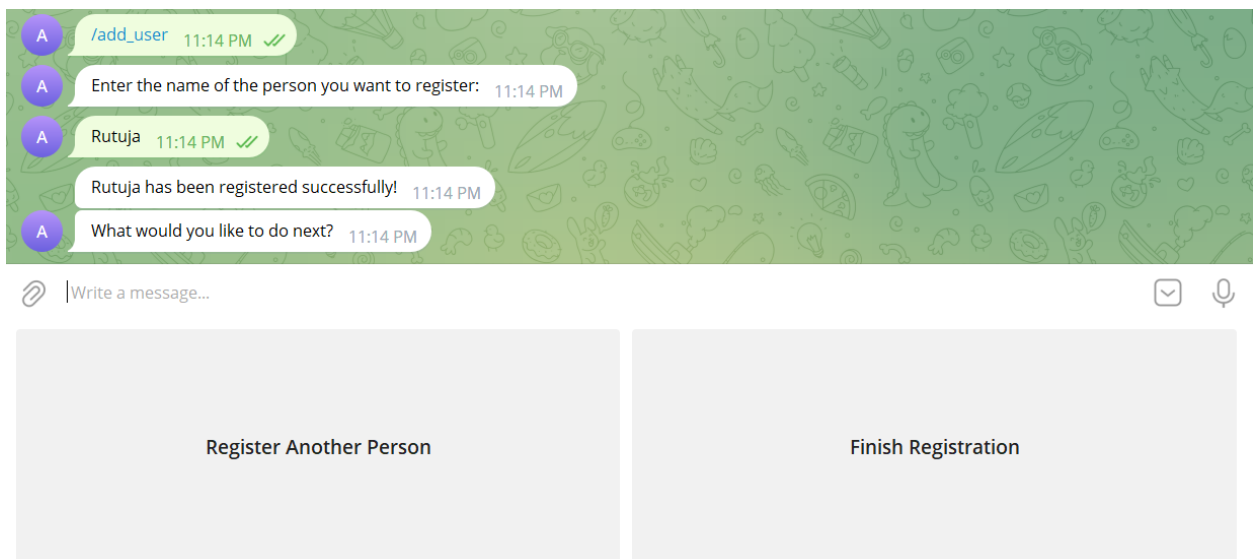 A
/add_user 11:14 PM
A
Enter the name of the person you want to register: 11:14 PM
A
Rutuja 11:14 PM
Rutuja has been registered successfully! 11:14 PM
A
What would you like to do next? 11:14 PM
Write a message...
Register Another Person
Finish Registration